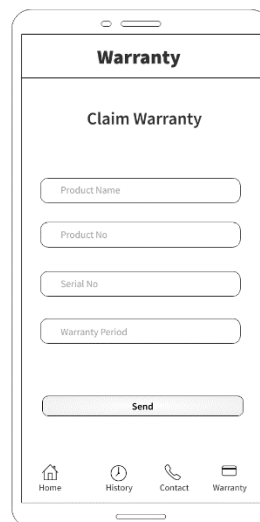 Warranty
Claim Warranty
Product Name
Product No
Serial No
Warranty Period
Send
Home History Contact Warranty